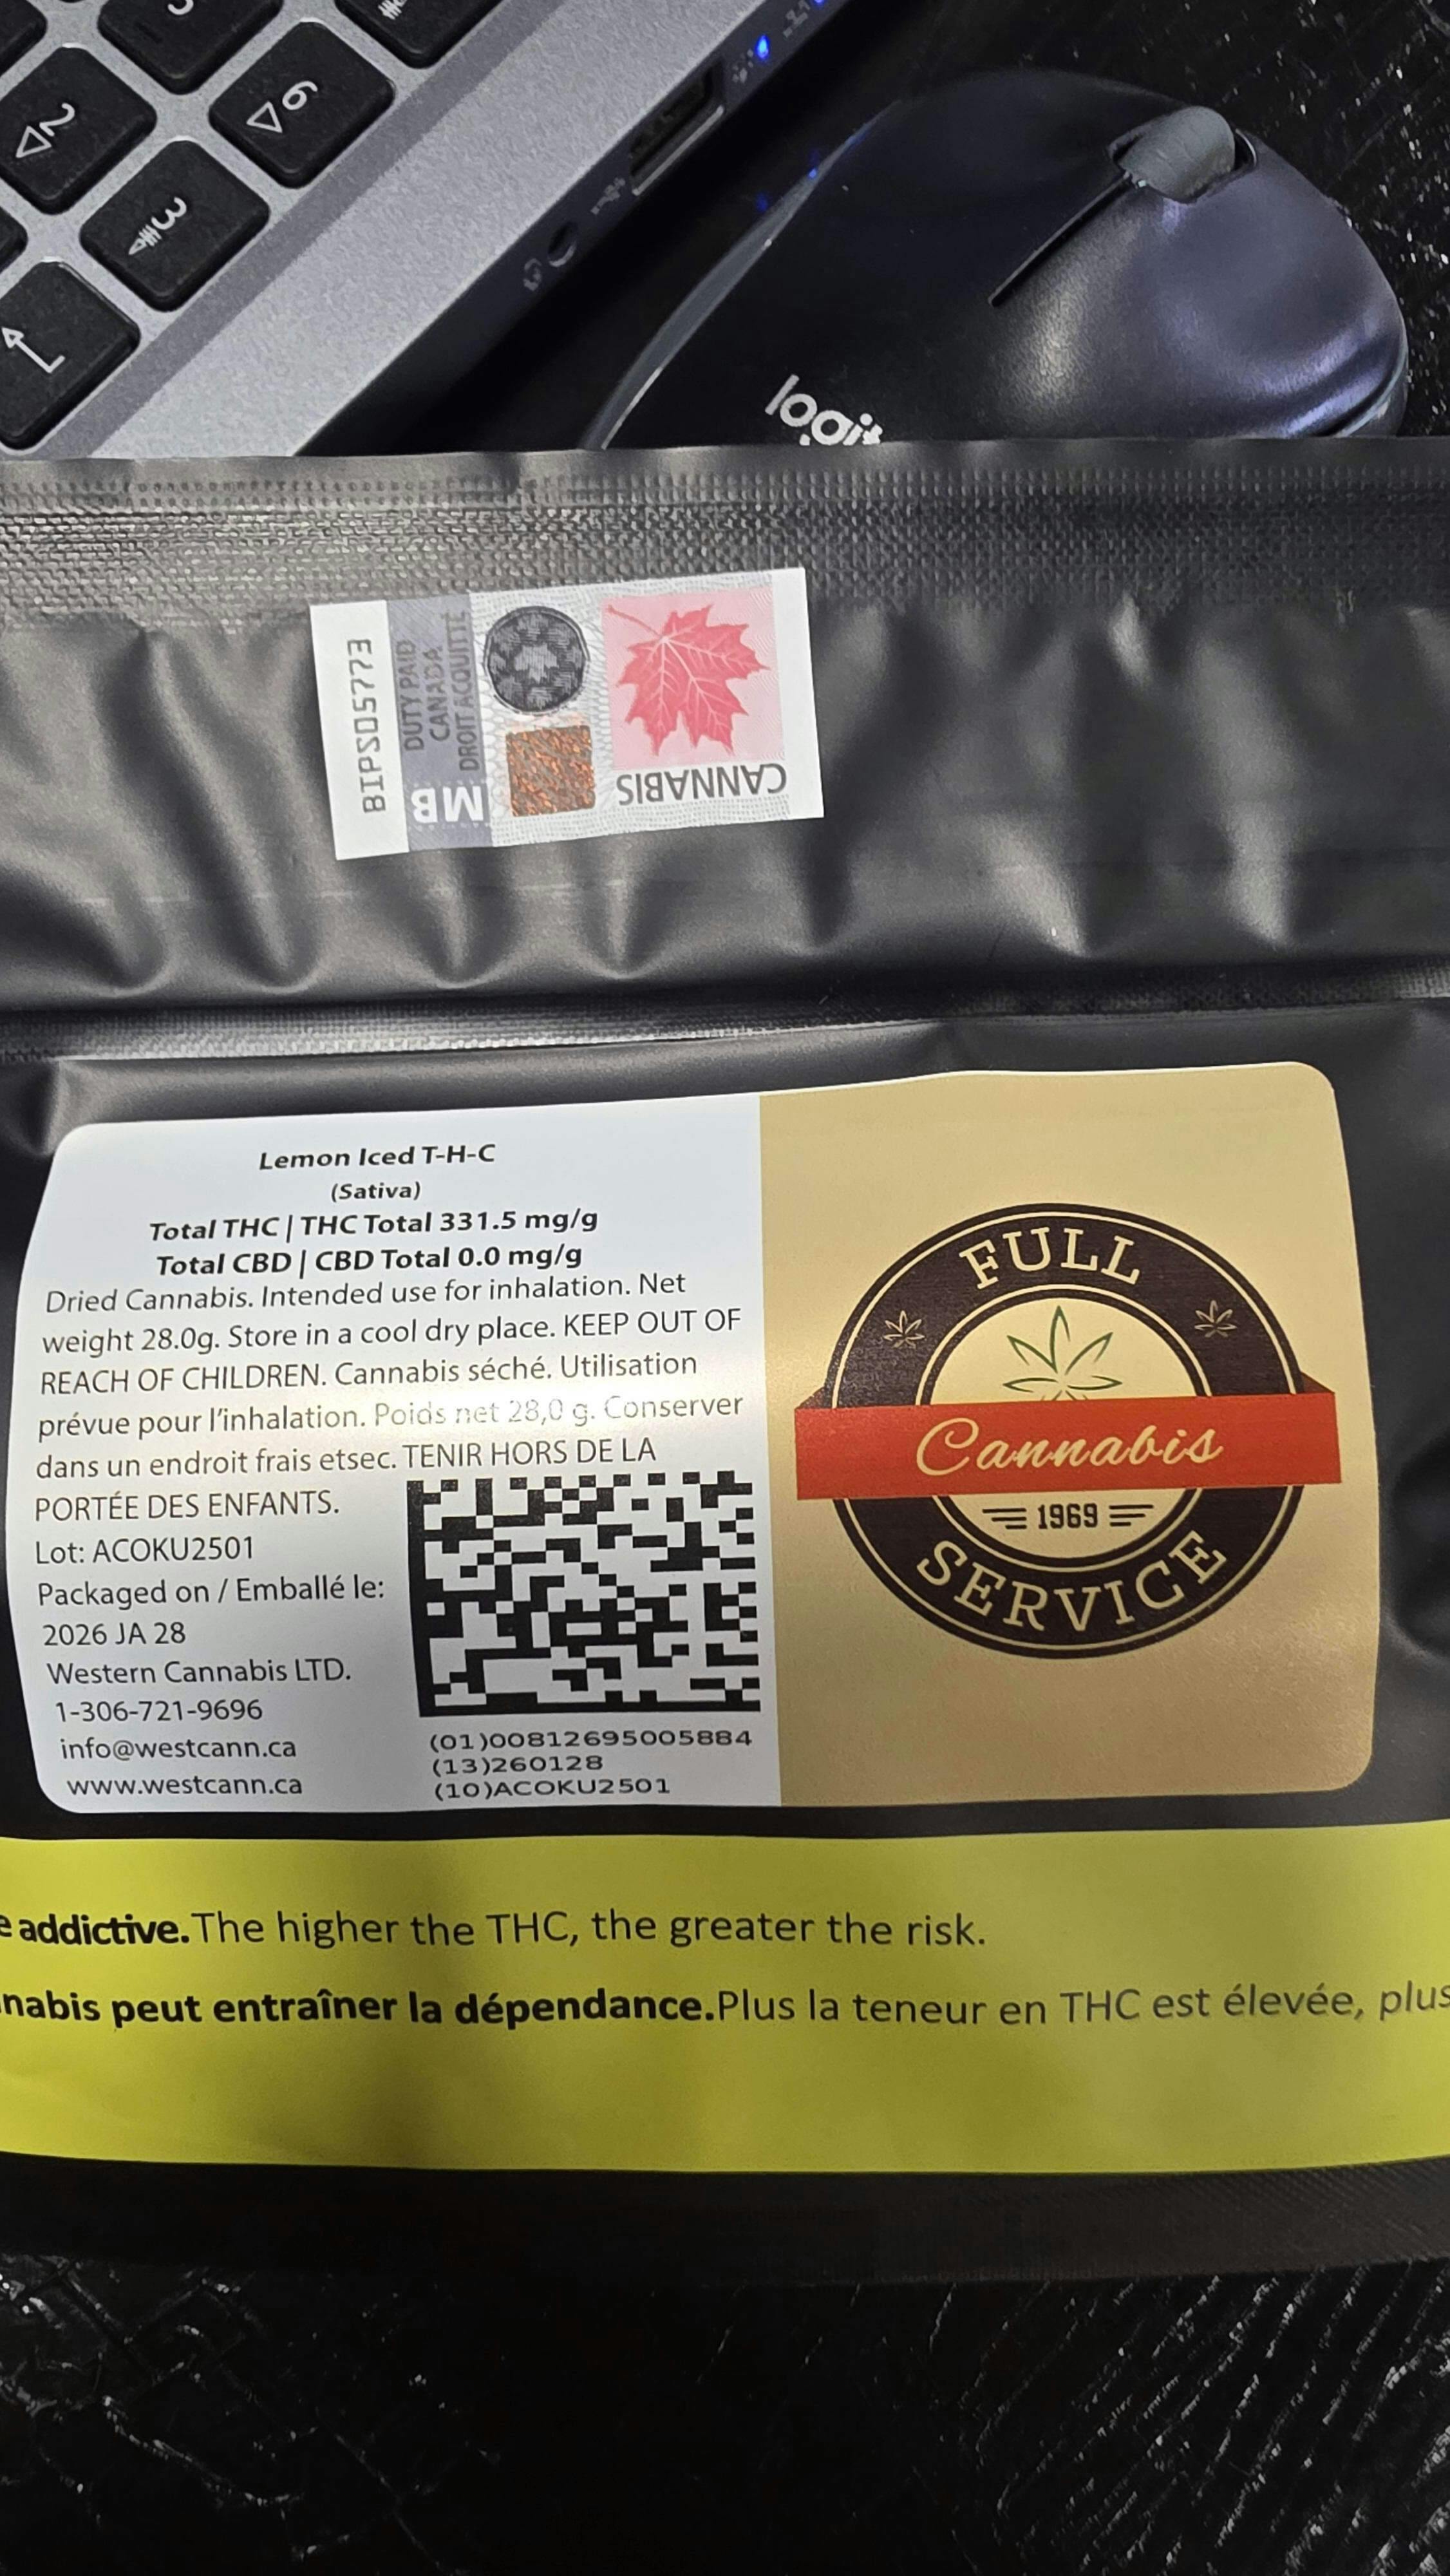 6
2
3
logit
BIPS05773
DUTY PAID
CANADA
DROIT ACQUITTÉ
MB
CANNABIS
Lemon Iced T-H-C
(Sativa)
Total THC | THC Total 331.5 mg/g
Total CBD | CBD Total 0.0 mg/g
Dried Cannabis. Intended use for inhalation. Net
weight 28.0g. Store in a cool dry place. KEEP OUT OF
REACH OF CHILDREN. Cannabis séché. Utilisation
prévue pour l'inhalation. Poids net 28,0 g. Conserver
dans un endroit frais etsec. TENIR HORS DE LA
PORTÉE DES ENFANTS.
Lot: ACOKU2501
Packaged on / Emballé le:
2026 JA 28
Western Cannabis LTD.
1-306-721-9696
info@westcann.ca
www.westcann.ca
(01)00812695005884
(13)260128
(10)ACOKU2501
FULL
Cannabis
1969
SERVICE
e addictive.The higher the THC, the greater the risk.
nabis peut entraîner la dépendance.Plus la teneur en THC est élevée, plus